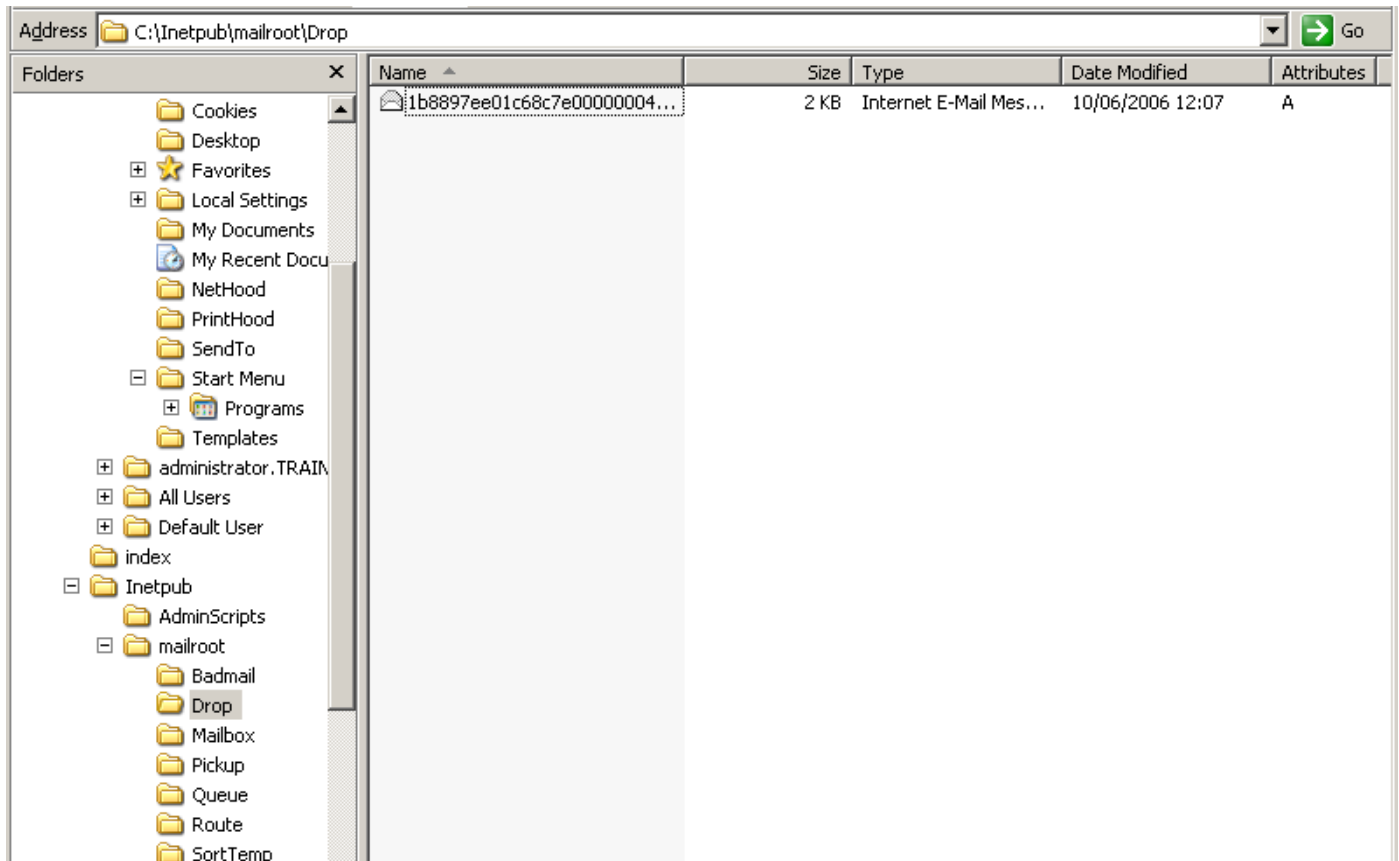 Address C:\Inetpub\mailroot\Drop Go
Folders
Name Size Type Date Modified Attributes
Cookies
Desktop
Favorites
Local Settings
My Documents
My Recent Docu
NetHood
PrintHood
SendTo
Start Menu
Programs
Templates
administrator.TRAIN
All Users
Default User
index
Inetpub
AdminScripts
mailroot
Badmail
Drop
Mailbox
Pickup
Queue
Route
SortTemp
1b8897ee01c68c7e00000004... 2 KB Internet E-Mail Mes... 10/06/2006 12:07 A